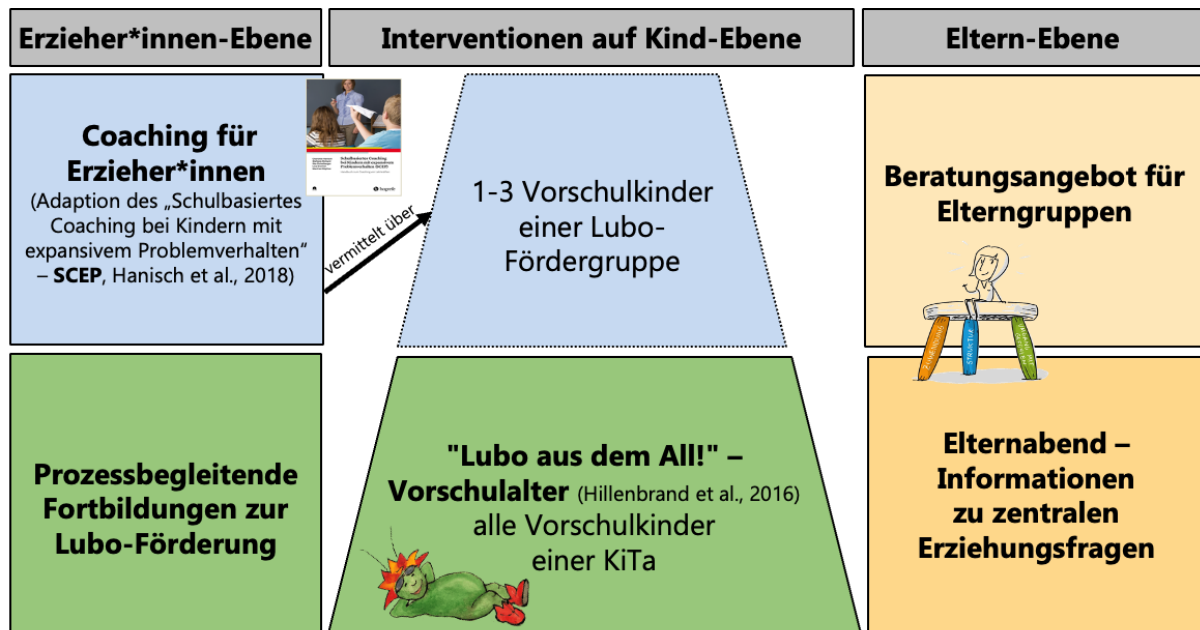 Erzieher*innen-Ebene
Interventionen auf Kind-Ebene
Eltern-Ebene
Coaching für
Erzieher*innen
(Adaption des „Schulbasiertes
Coaching bei Kindern mit
expansivem Problemverhalten“
– SCEP, Hanisch et al., 2018)
vermittelt über
1-3 Vorschulkinder
einer Lubo-
Fördergruppe
Beratungsangebot für
Elterngruppen
STRUKTUR
Prozessbegleitende
Fortbildungen zur
Lubo-Förderung
"Lubo aus dem All!" –
Vorschulalter (Hillenbrand et al., 2016)
alle Vorschulkinder
einer KiTa
Elternabend –
Informationen
zu zentralen
Erziehungsfragen